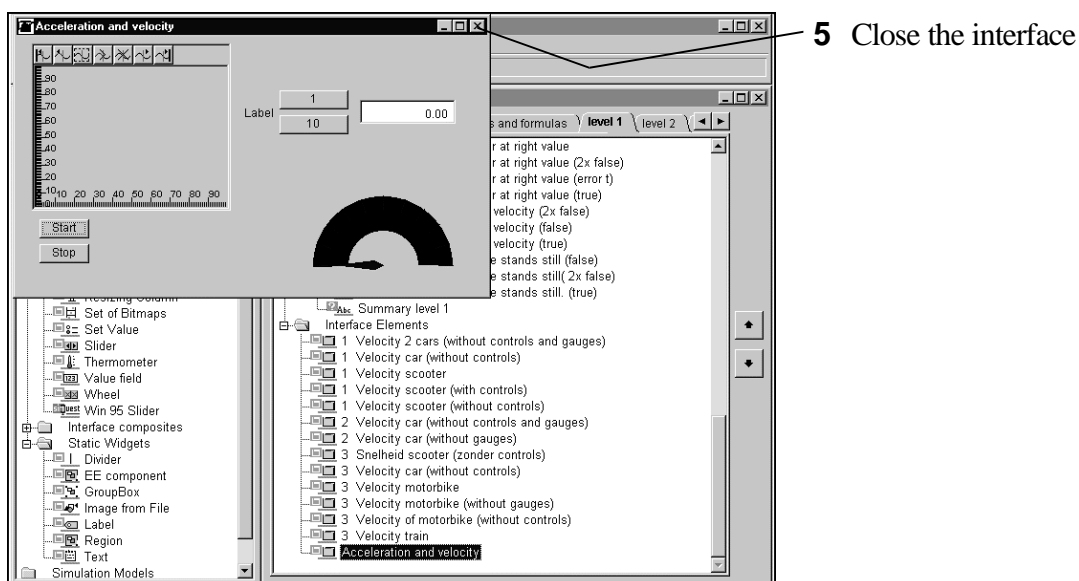 Acceleration and velocity
5 Close the interface
90
80
70
60
50
40
30
20
10
0
10 20 30 40 50 60 70 80 90
Label
1
10
0.00
Start
Stop
s and formulas
level 1
level 2
r at right value
r at right value (2x false)
r at right value (error t)
r at right value (true)
velocity (2x false)
velocity (false)
velocity (true)
e stands still (false)
e stands still( 2x false)
e stands still. (true)
Abc Summary level 1
Interface Elements
1 Velocity 2 cars (without controls and gauges)
1 Velocity car (without controls)
1 Velocity scooter
1 Velocity scooter (with controls)
1 Velocity scooter (without controls)
2 Velocity car (without controls and gauges)
2 Velocity car (without gauges)
3 Snelheid scooter (zonder controls)
3 Velocity car (without controls)
3 Velocity motorbike
3 Velocity motorbike (without gauges)
3 Velocity of motorbike (without controls)
3 Velocity train
Acceleration and velocity
Resizing Column
Set of Bitmaps
Set Value
Slider
Thermometer
123 Value field
Wheel
Quest Win 95 Slider
Interface composites
Static Widgets
Divider
EE component
GroupBox
Image from File
Label
Region
Text
Simulation Models